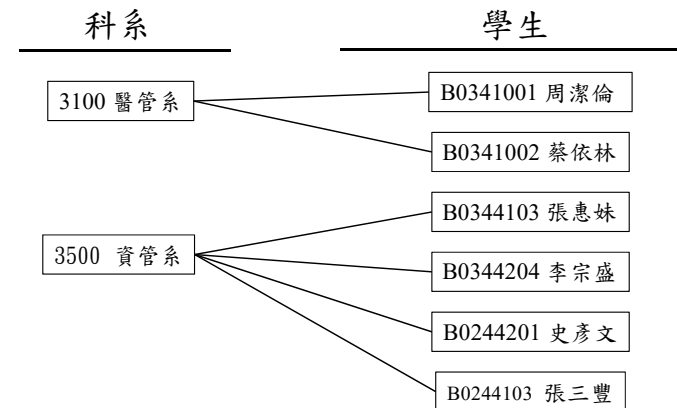 科系
學生
3100 醫管系
B0341001 周潔倫
B0341002 蔡依林
3500 資管系
B0344103 張惠妹
B0344204 李宗盛
B0244201 史彥文
B0244103 張三豐